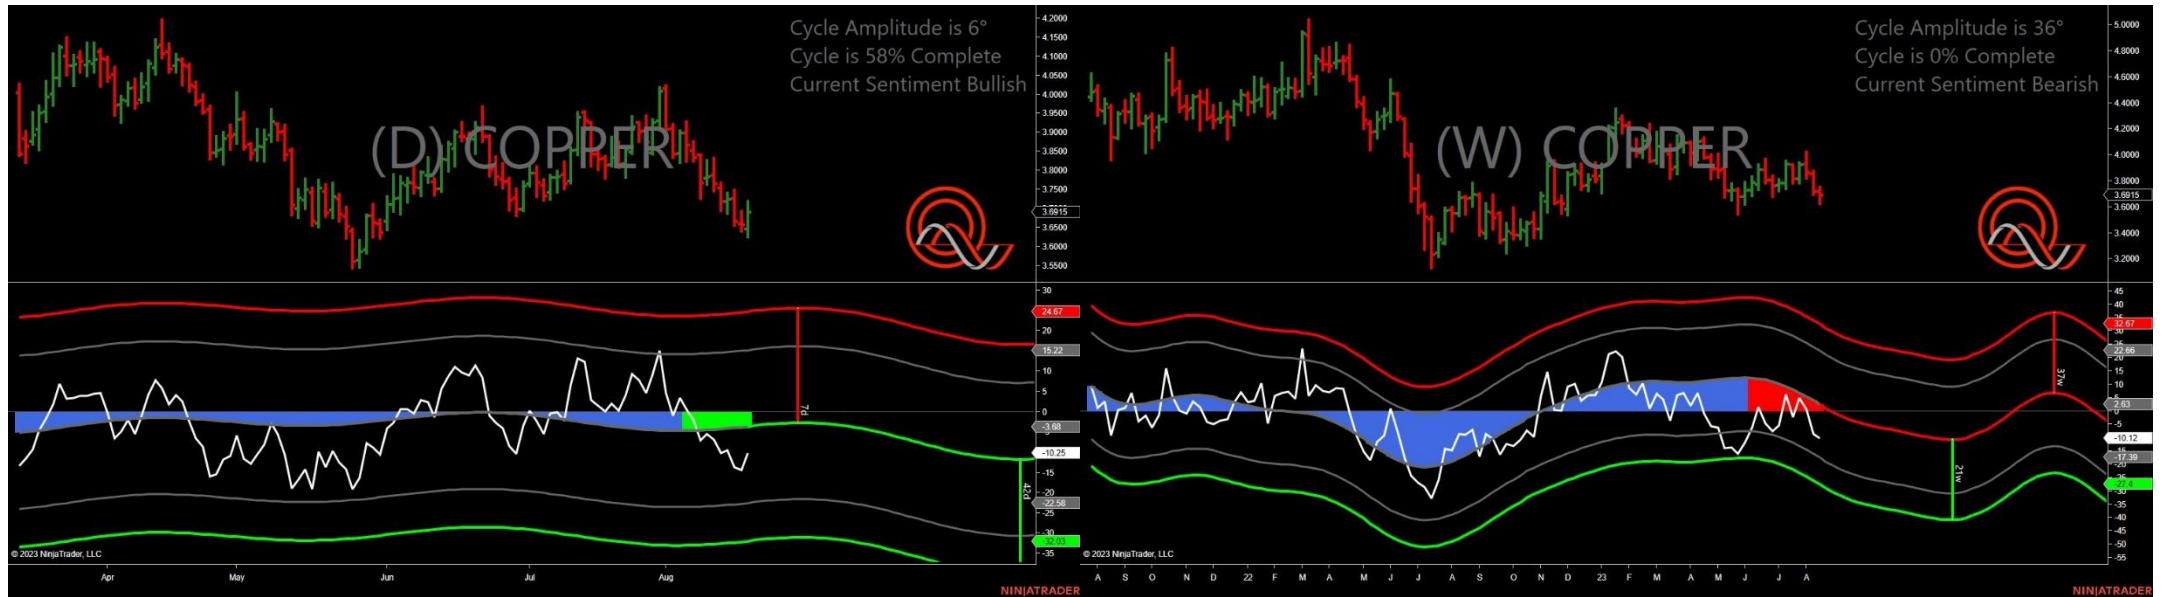 Cycle Amplitude is 6°
Cycle is 58% Complete
Current Sentiment Bullish
(D) COPPER
4.2000
4.1500
4.1000
4.0500
4.0000
3.9500
3.9000
3.8500
3.8000
3.7500
3.6915
3.6500
3.6000
3.5500
30
24.67
20
15.22
10
5
0
-3.68
-10.25
-15
-20
-22.58
-25
-30
-32.03
-35
7d
42d
© 2023 NinjaTrader, LLC
Apr
May
Jun
Jul
Aug
NINJATRADER
Cycle Amplitude is 36°
Cycle is 0% Complete
Current Sentiment Bearish
(W) COPPER
5.0000
4.8000
4.6000
4.4000
4.2000
4.0000
3.8000
3.6915
3.6000
3.4000
3.2000
45
40
32.67
22.66
20
15
10
5
2.63
0
-5
-10.12
-17.39
-27.4
-35
-40
-45
-50
-55
37w
21w
© 2023 NinjaTrader, LLC
A S O N D 22 F M A M J J A S O N D 23 F M A M J J A
NINJATRADER